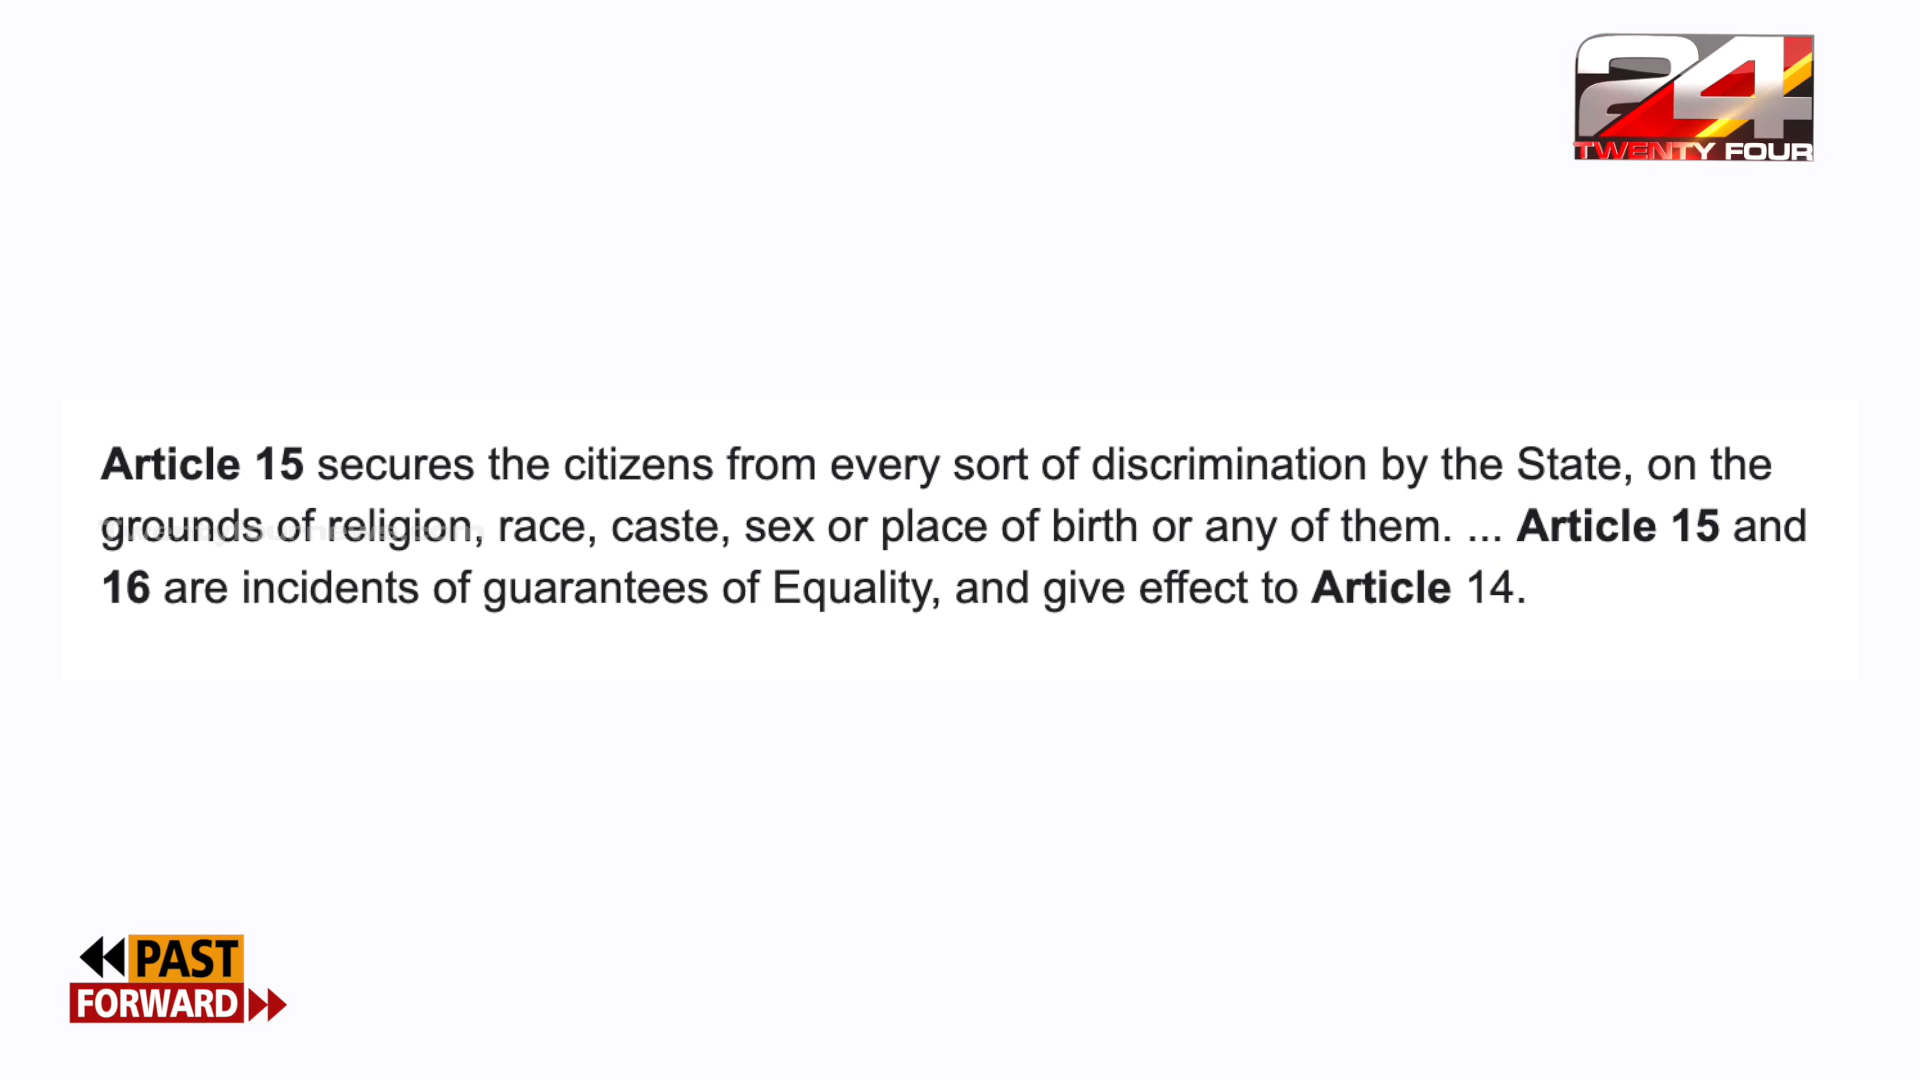 24
TWENTY FOUR
Article 15 secures the citizens from every sort of discrimination by the State, on the
grounds of religion, race, caste, sex or place of birth or any of them. ... Article 15 and
16 are incidents of guarantees of Equality, and give effect to Article 14.
PAST
FORWARD